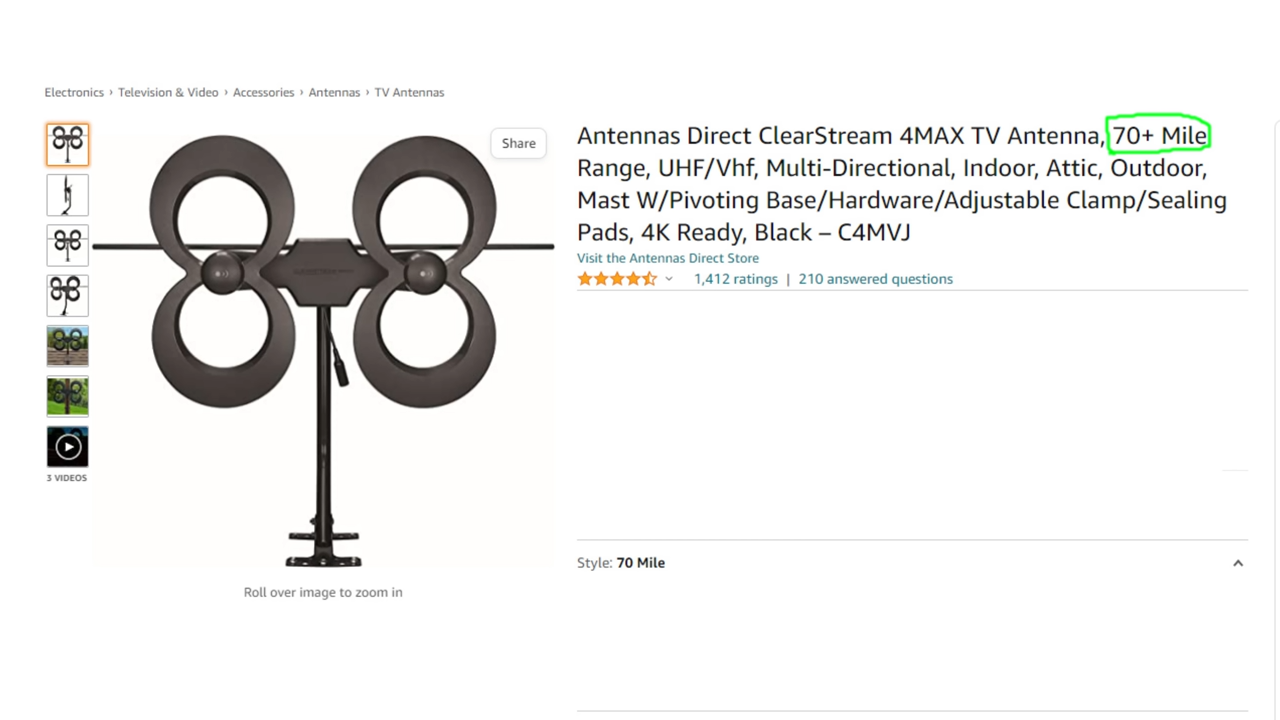 Electronics › Television & Video › Accessories › Antennas › TV Antennas
Share
3 VIDEOS
Roll over image to zoom in
Antennas Direct ClearStream 4MAX TV Antenna, 70+ Mile
Range, UHF/Vhf, Multi-Directional, Indoor, Attic, Outdoor,
Mast W/Pivoting Base/Hardware/Adjustable Clamp/Sealing
Pads, 4K Ready, Black – C4MVJ
Visit the Antennas Direct Store
1,412 ratings | 210 answered questions
Style: 70 Mile